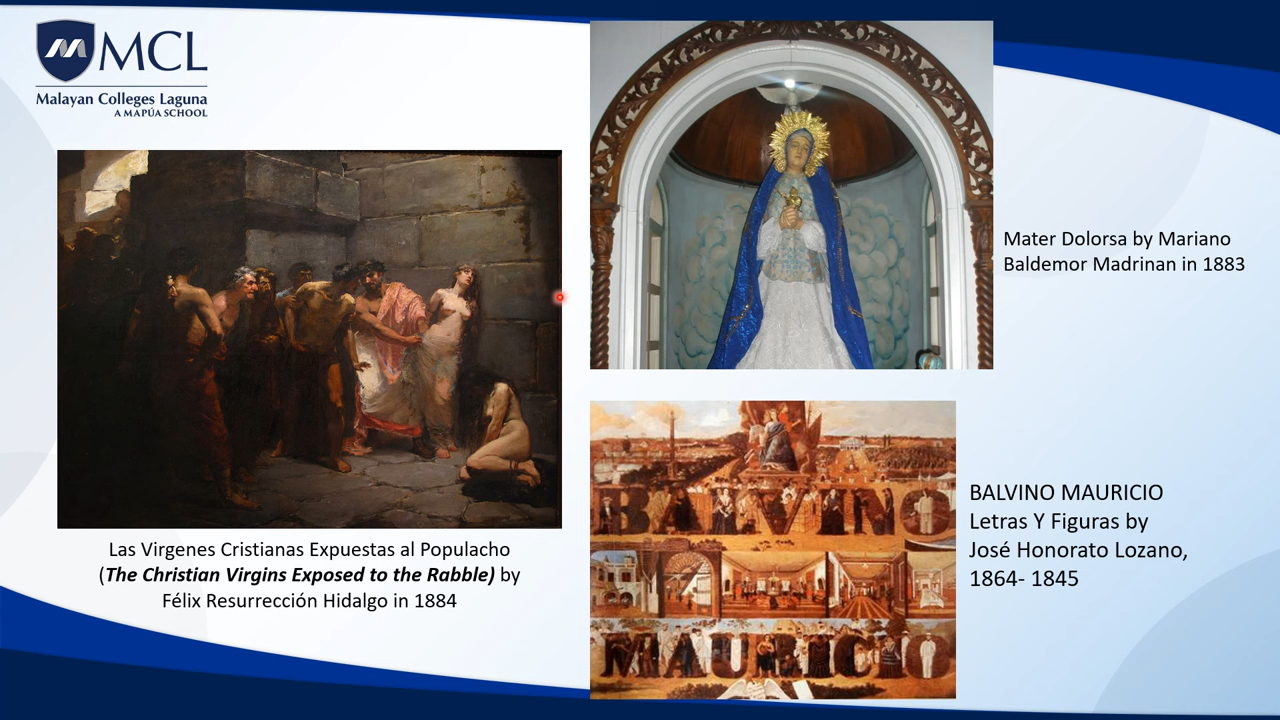 MCL
Malayan Colleges Laguna
A MAPÚA SCHOOL
Mater Dolorsa by Mariano
Baldemor Madrinan in 1883
Las Virgenes Cristianas Expuestas al Populacho
(The Christian Virgins Exposed to the Rabble) by
Félix Resurrección Hidalgo in 1884
BALVINO
MAURICIO
BALVINO MAURICIO
Letras Y Figuras by
José Honorato Lozano,
1864- 1845